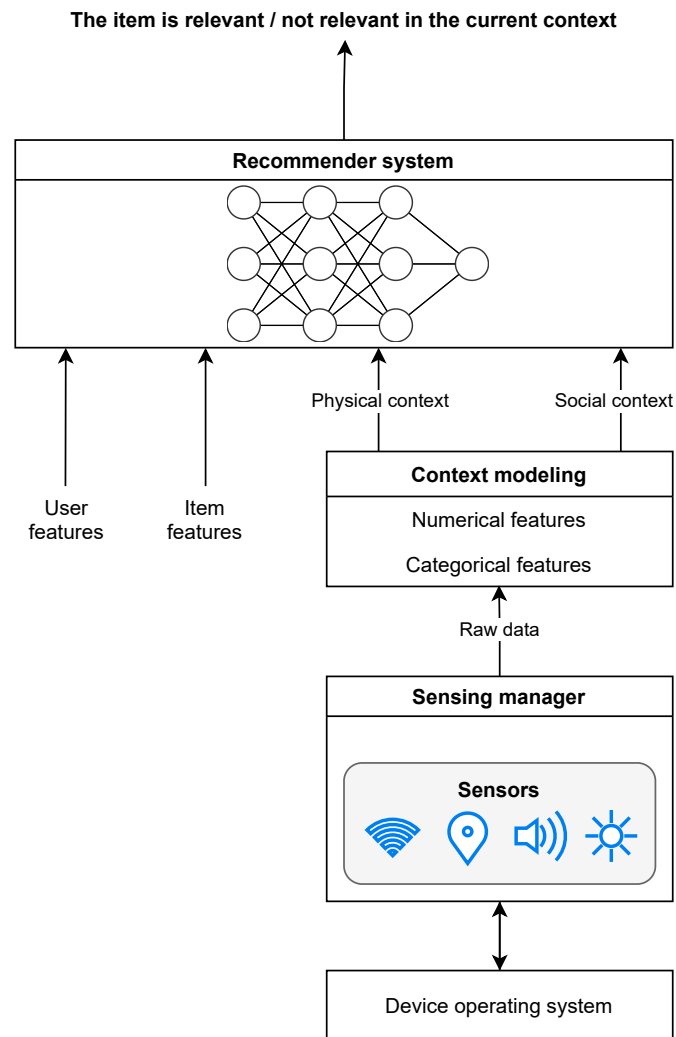 The item is relevant / not relevant in the current context
Recommender system
Physical context
Social context
User
features
Item
features
Context modeling
Numerical features
Categorical features
Raw data
Sensing manager
Sensors
Device operating system